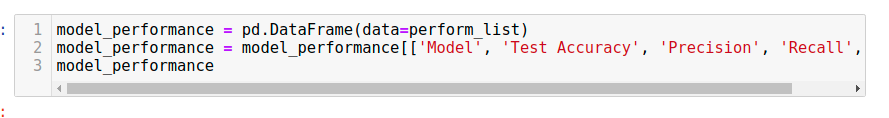 :
1 model_performance = pd.DataFrame(data=perform_list)
2 model_performance = model_performance[['Model', 'Test Accuracy', 'Precision', 'Recall',
3 model_performance
: